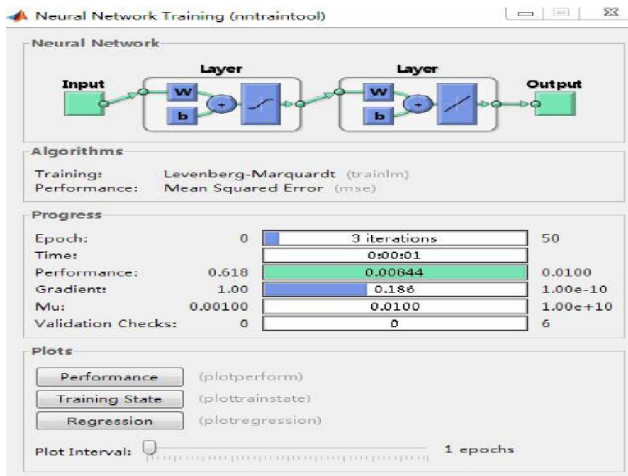 Neural Network Training (nntraintool)
Neural Network
Layer Layer
Input Output
W W
b b
+ +
Algorithms
Training: Levenberg-Marquardt (trainlm)
Performance: Mean Squared Error (mse)
Progress
Epoch: 0 3 iterations 50
Time: 0:00:01
Performance: 0.618 0.00844 0.0100
Gradient: 1.00 0.186 1.00e-10
Mu: 0.00100 0.0100 1.00e+10
Validation Checks: 0 0 6
Plots
Performance (plotperform)
Training State (plottrainstate)
Regression (plotregression)
Plot Interval: 1 epochs